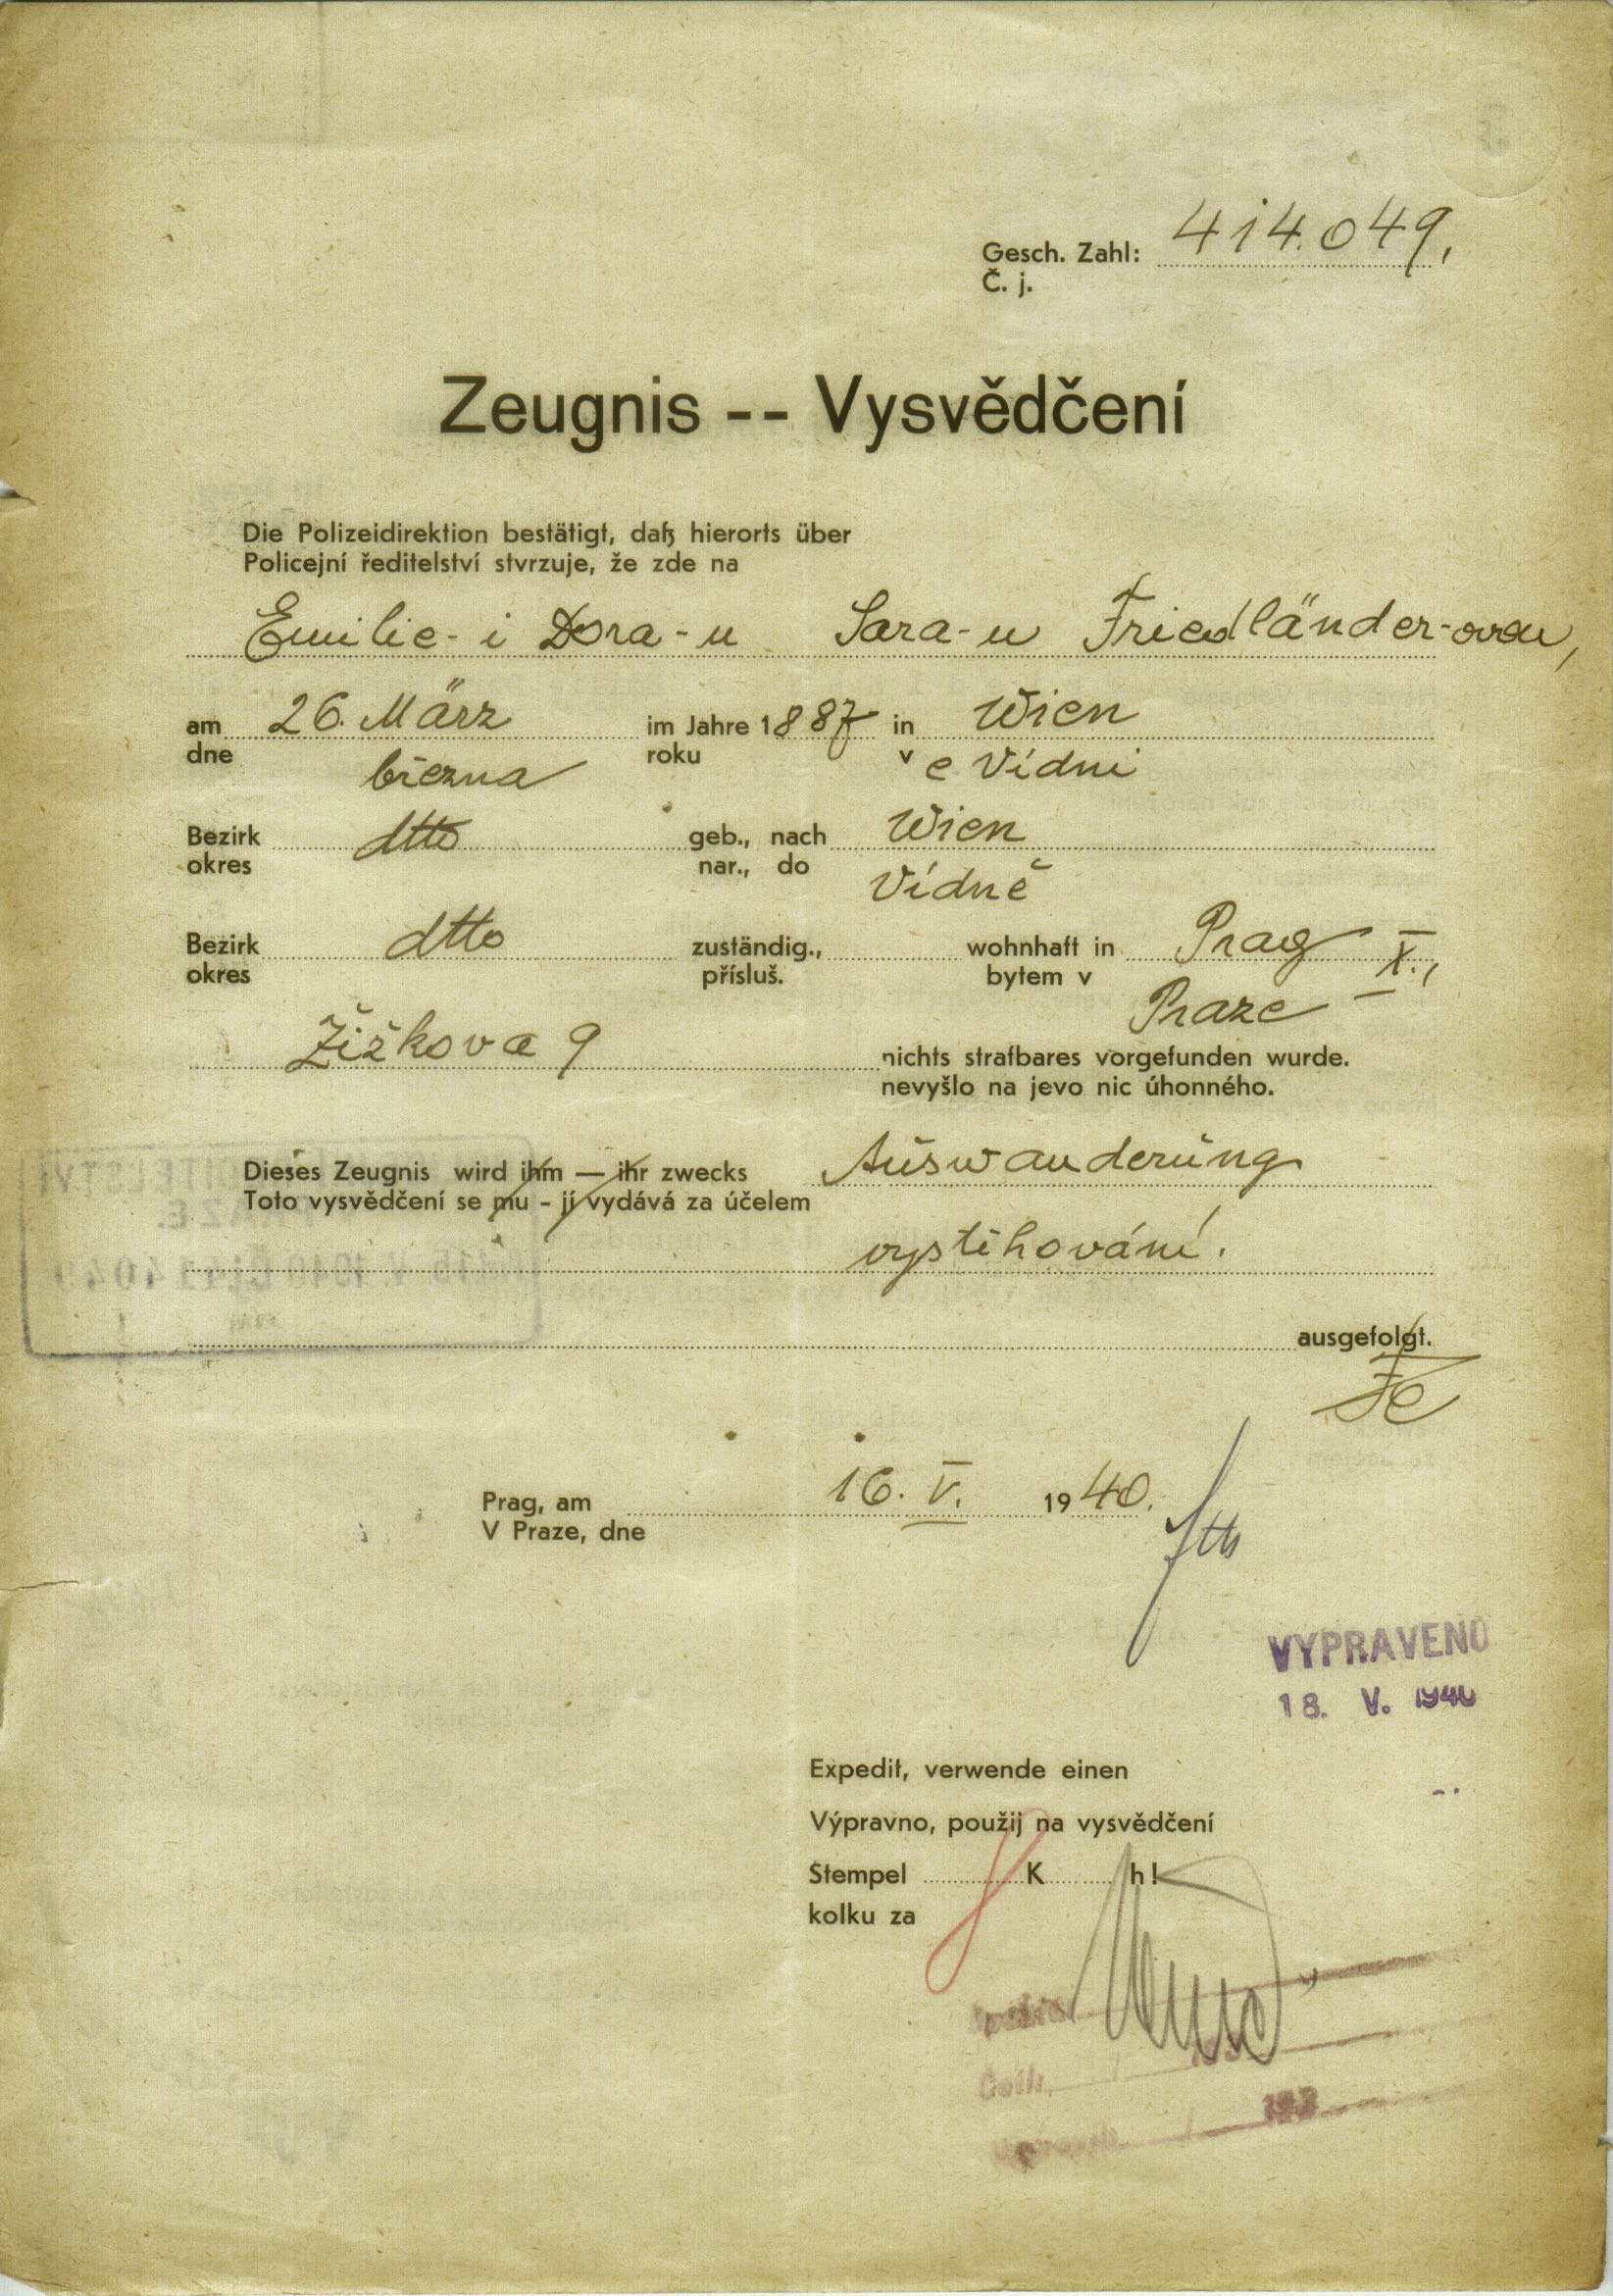 Gesch. Zahl: 414.049,
Č. j.
Zeugnis -- Vysvědčení
Die Polizeidirektion bestätigt, daß hierorts über
Policejní ředitelství stvrzuje, že zde na
Emilie- i Dora-u Sara-u Friedländer-ovou,
am 26. März im Jahre 1887 in Wien
dne března roku v e Vídni
Bezirk dtto geb., nach Wien
okres nar., do Vídně
Bezirk dtto zuständig., wohnhaft in Prag X.,
okres přísluš. bytem v Praze
Žižkova 9 nichts strafbares vorgefunden wurde.
nevyšlo na jevo nic úhonného.
Dieses Zeugnis wird ihm — ihr zwecks Auswanderung
Toto vysvědčení se mu - jí vydává za účelem
vystěhování.
ausgefolgt.
Prag, am 16. V. 1940.
V Praze, dne
VYPRAVENO
18. V. 1940
Expedit, verwende einen
Výpravno, použij na vysvědčení
Stempel K h!
kolku za
193